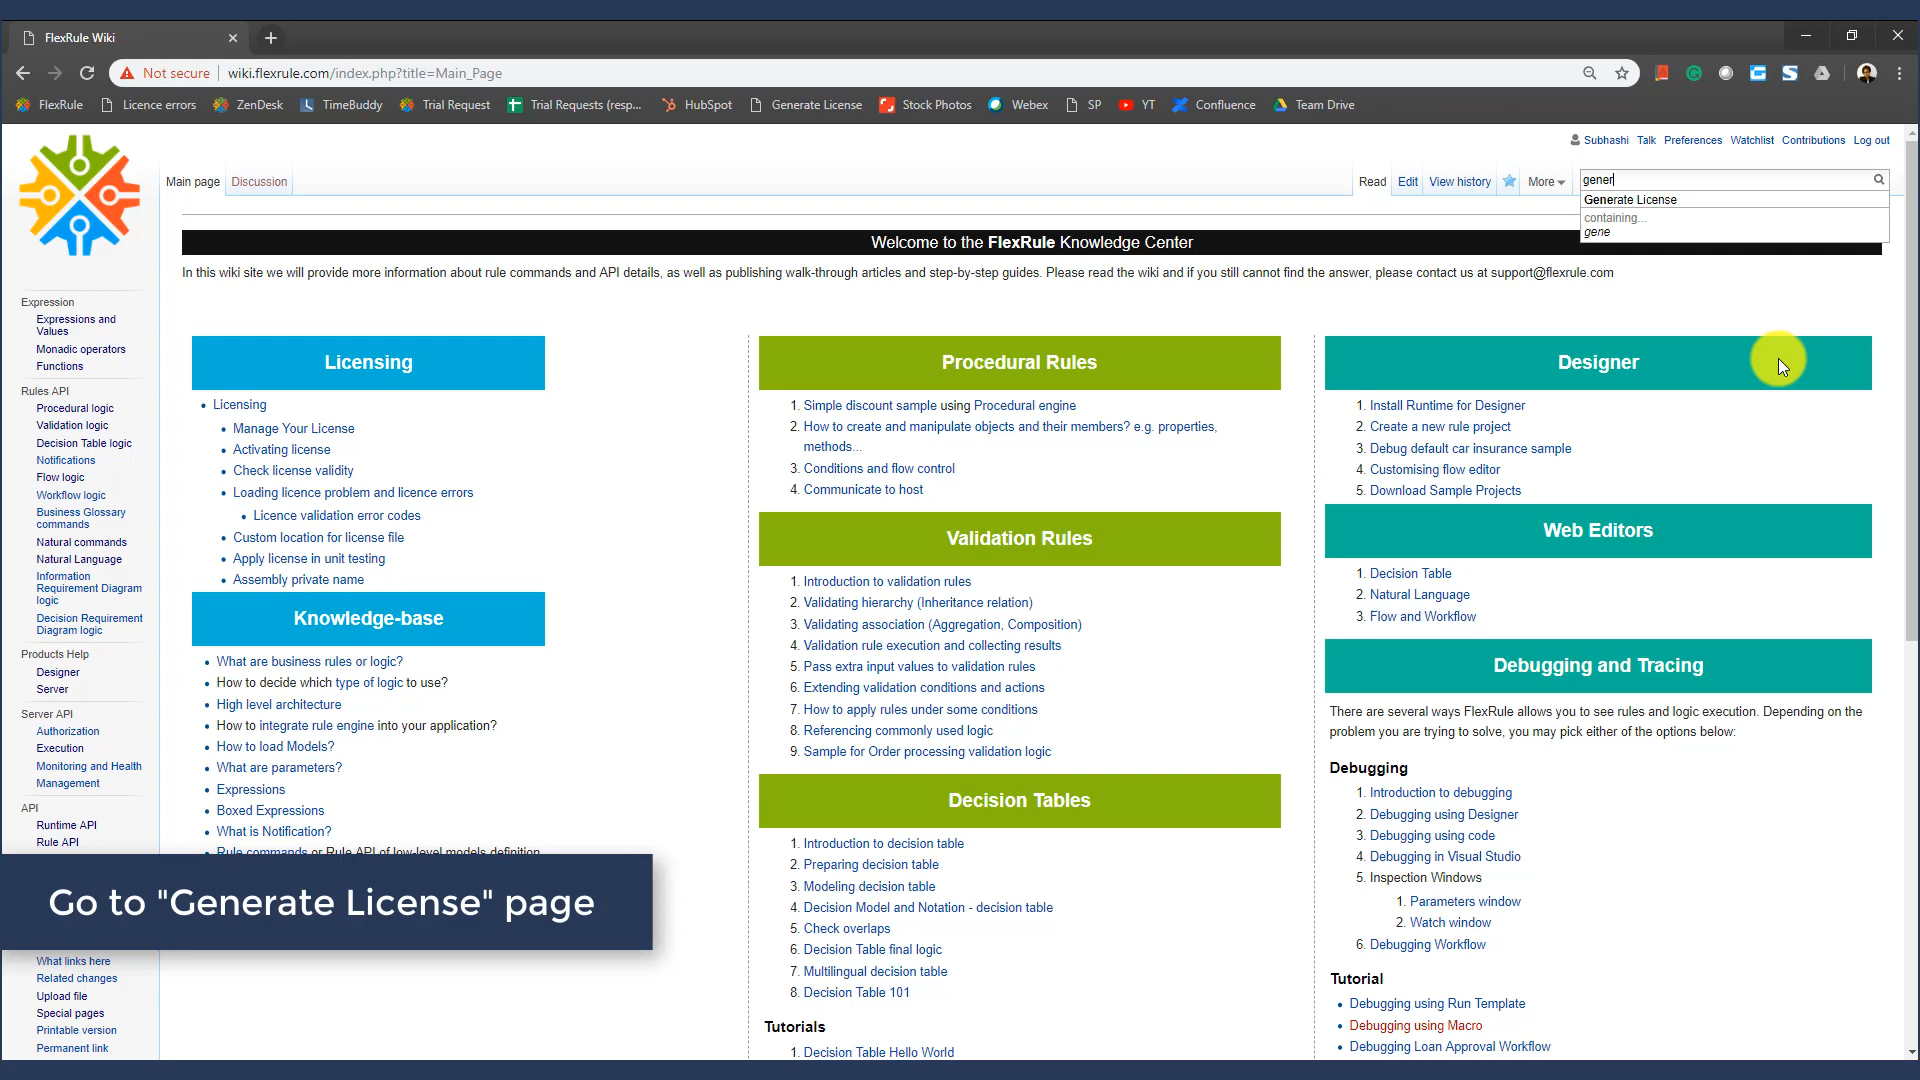 FlexRule Wiki
Not secure
wiki.flexrule.com/index.php?title=Main_Page
FlexRule
Licence errors
ZenDesk
TimeBuddy
Trial Request
Trial Requests (resp...
HubSpot
Generate License
Stock Photos
Webex
SP
YT
Confluence
Team Drive
Subhashi
Talk
Preferences
Watchlist
Contributions
Log out
Main page
Discussion
Read
Edit
View history
More
gener
Generate License
containing...
gene
Welcome to the FlexRule Knowledge Center
In this wiki site we will provide more information about rule commands and API details, as well as publishing walk-through articles and step-by-step guides. Please read the wiki and if you still cannot find the answer, please contact us at support@flexrule.com
Expression
Expressions and
Values
Monadic operators
Functions
Rules API
Procedural logic
Validation logic
Decision Table logic
Notifications
Flow logic
Workflow logic
Business Glossary
commands
Natural commands
Natural Language
Information
Requirement Diagram
logic
Decision Requirement
Diagram logic
Products Help
Designer
Server
Server API
Authorization
Execution
Monitoring and Health
Management
API
Runtime API
Rule API
Licensing
Licensing
Manage Your License
Activating license
Check license validity
Loading licence problem and licence errors
Licence validation error codes
Custom location for license file
Apply license in unit testing
Assembly private name
Knowledge-base
What are business rules or logic?
How to decide which type of logic to use?
High level architecture
How to integrate rule engine into your application?
How to load Models?
What are parameters?
Expressions
Boxed Expressions
What is Notification?
Rule commands or Rule API of low-level models definition
Go to "Generate License" page
What links here
Related changes
Upload file
Special pages
Printable version
Permanent link
Procedural Rules
1. Simple discount sample using Procedural engine
2. How to create and manipulate objects and their members? e.g. properties,
methods...
3. Conditions and flow control
4. Communicate to host
Validation Rules
1. Introduction to validation rules
2. Validating hierarchy (Inheritance relation)
3. Validating association (Aggregation, Composition)
4. Validation rule execution and collecting results
5. Pass extra input values to validation rules
6. Extending validation conditions and actions
7. How to apply rules under some conditions
8. Referencing commonly used logic
9. Sample for Order processing validation logic
Decision Tables
1. Introduction to decision table
2. Preparing decision table
3. Modeling decision table
4. Decision Model and Notation - decision table
5. Check overlaps
6. Decision Table final logic
7. Multilingual decision table
8. Decision Table 101
Tutorials
1. Decision Table Hello World
Designer
1. Install Runtime for Designer
2. Create a new rule project
3. Debug default car insurance sample
4. Customising flow editor
5. Download Sample Projects
Web Editors
1. Decision Table
2. Natural Language
3. Flow and Workflow
Debugging and Tracing
There are several ways FlexRule allows you to see rules and logic execution. Depending on the
problem you are trying to solve, you may pick either of the options below:
Debugging
1. Introduction to debugging
2. Debugging using Designer
3. Debugging using code
4. Debugging in Visual Studio
5. Inspection Windows
1. Parameters window
2. Watch window
6. Debugging Workflow
Tutorial
Debugging using Run Template
Debugging using Macro
Debugging Loan Approval Workflow